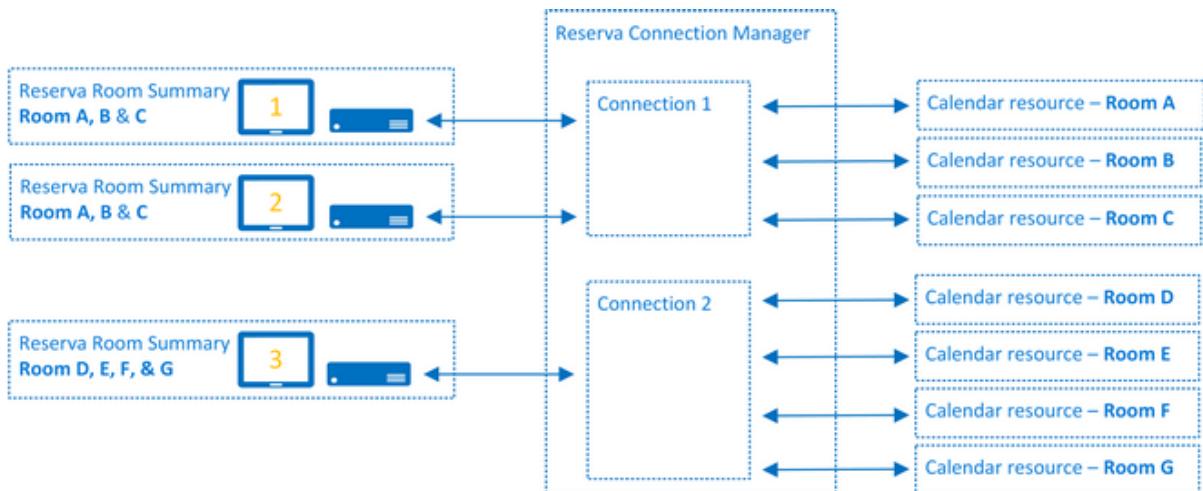 Reserva Connection Manager
Reserva Room Summary
Room A, B & C
1
Connection 1
Calendar resource – Room A
Calendar resource – Room B
Reserva Room Summary
Room A, B & C
2
Calendar resource – Room C
Connection 2
Calendar resource – Room D
Reserva Room Summary
Room D, E, F, & G
3
Calendar resource – Room E
Calendar resource – Room F
Calendar resource – Room G